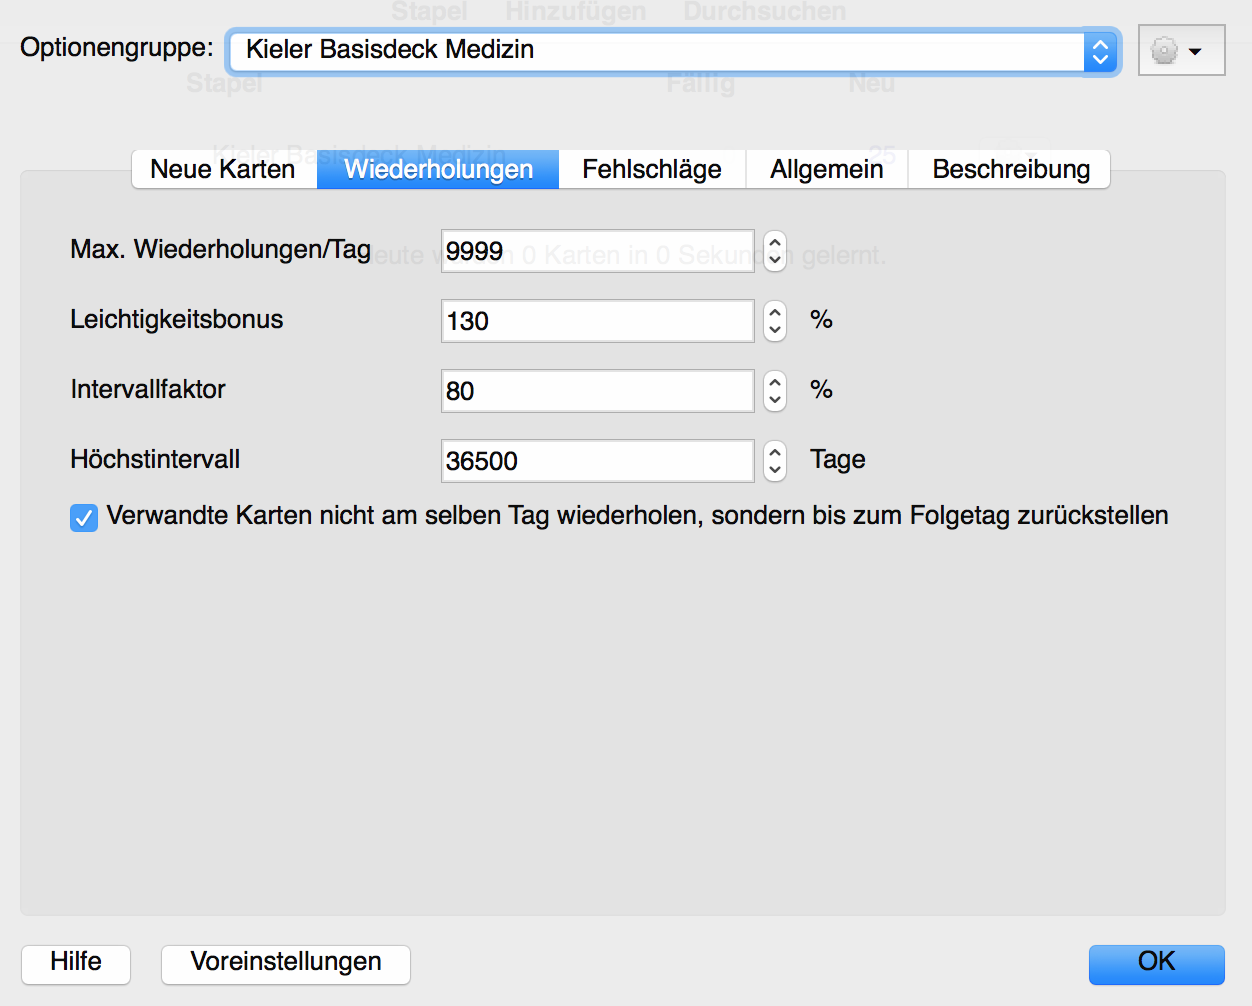 Stapel Hinzufügen Durchsuchen
Optionengruppe: Kieler Basisdeck Medizin
Stapel Fällig Neu
Kieler Basisdeck Medizin 25
Neue Karten Wiederholungen Fehlschläge Allgemein Beschreibung
Max. Wiederholungen/Tag 9999
0 Karten in 0 Sekunden gelernt.
Leichtigkeitsbonus 130 %
Intervallfaktor 80 %
Höchstintervall 36500 Tage
Verwandte Karten nicht am selben Tag wiederholen, sondern bis zum Folgetag zurückstellen
Hilfe Voreinstellungen OK